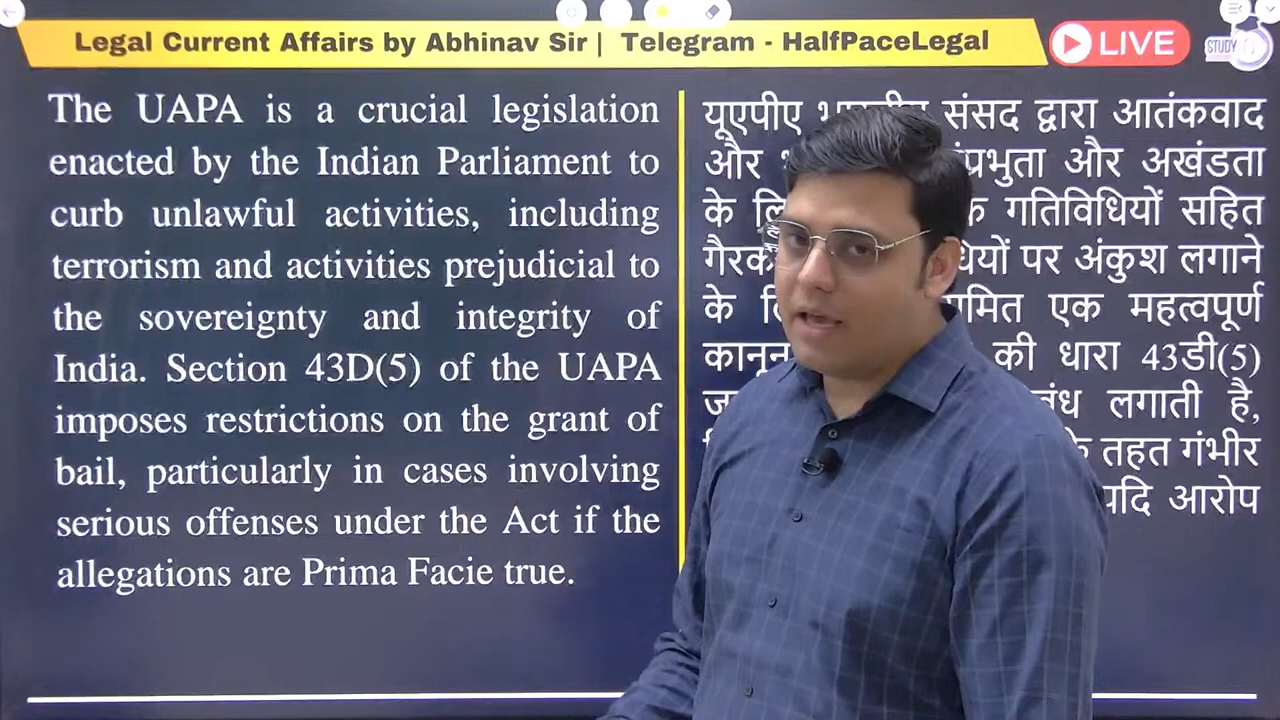 Legal Current Affairs by Abhinav Sir | Telegram - HalfPaceLegal
LIVE
STUDY
The UAPA is a crucial legislation
enacted by the Indian Parliament to
curb unlawful activities, including
terrorism and activities prejudicial to
the sovereignty and integrity of
India. Section 43D(5) of the UAPA
imposes restrictions on the grant of
bail, particularly in cases involving
serious offenses under the Act if the
allegations are Prima Facie true.
यूएपीए संसद द्वारा आतंकवाद
और और अखंडता
के गतिविधियों सहित
पर अंकुश लगाने
के एक महत्वपूर्ण
की धारा 43डी(5)
लगाती है,
तहत गंभीर
यदि आरोप